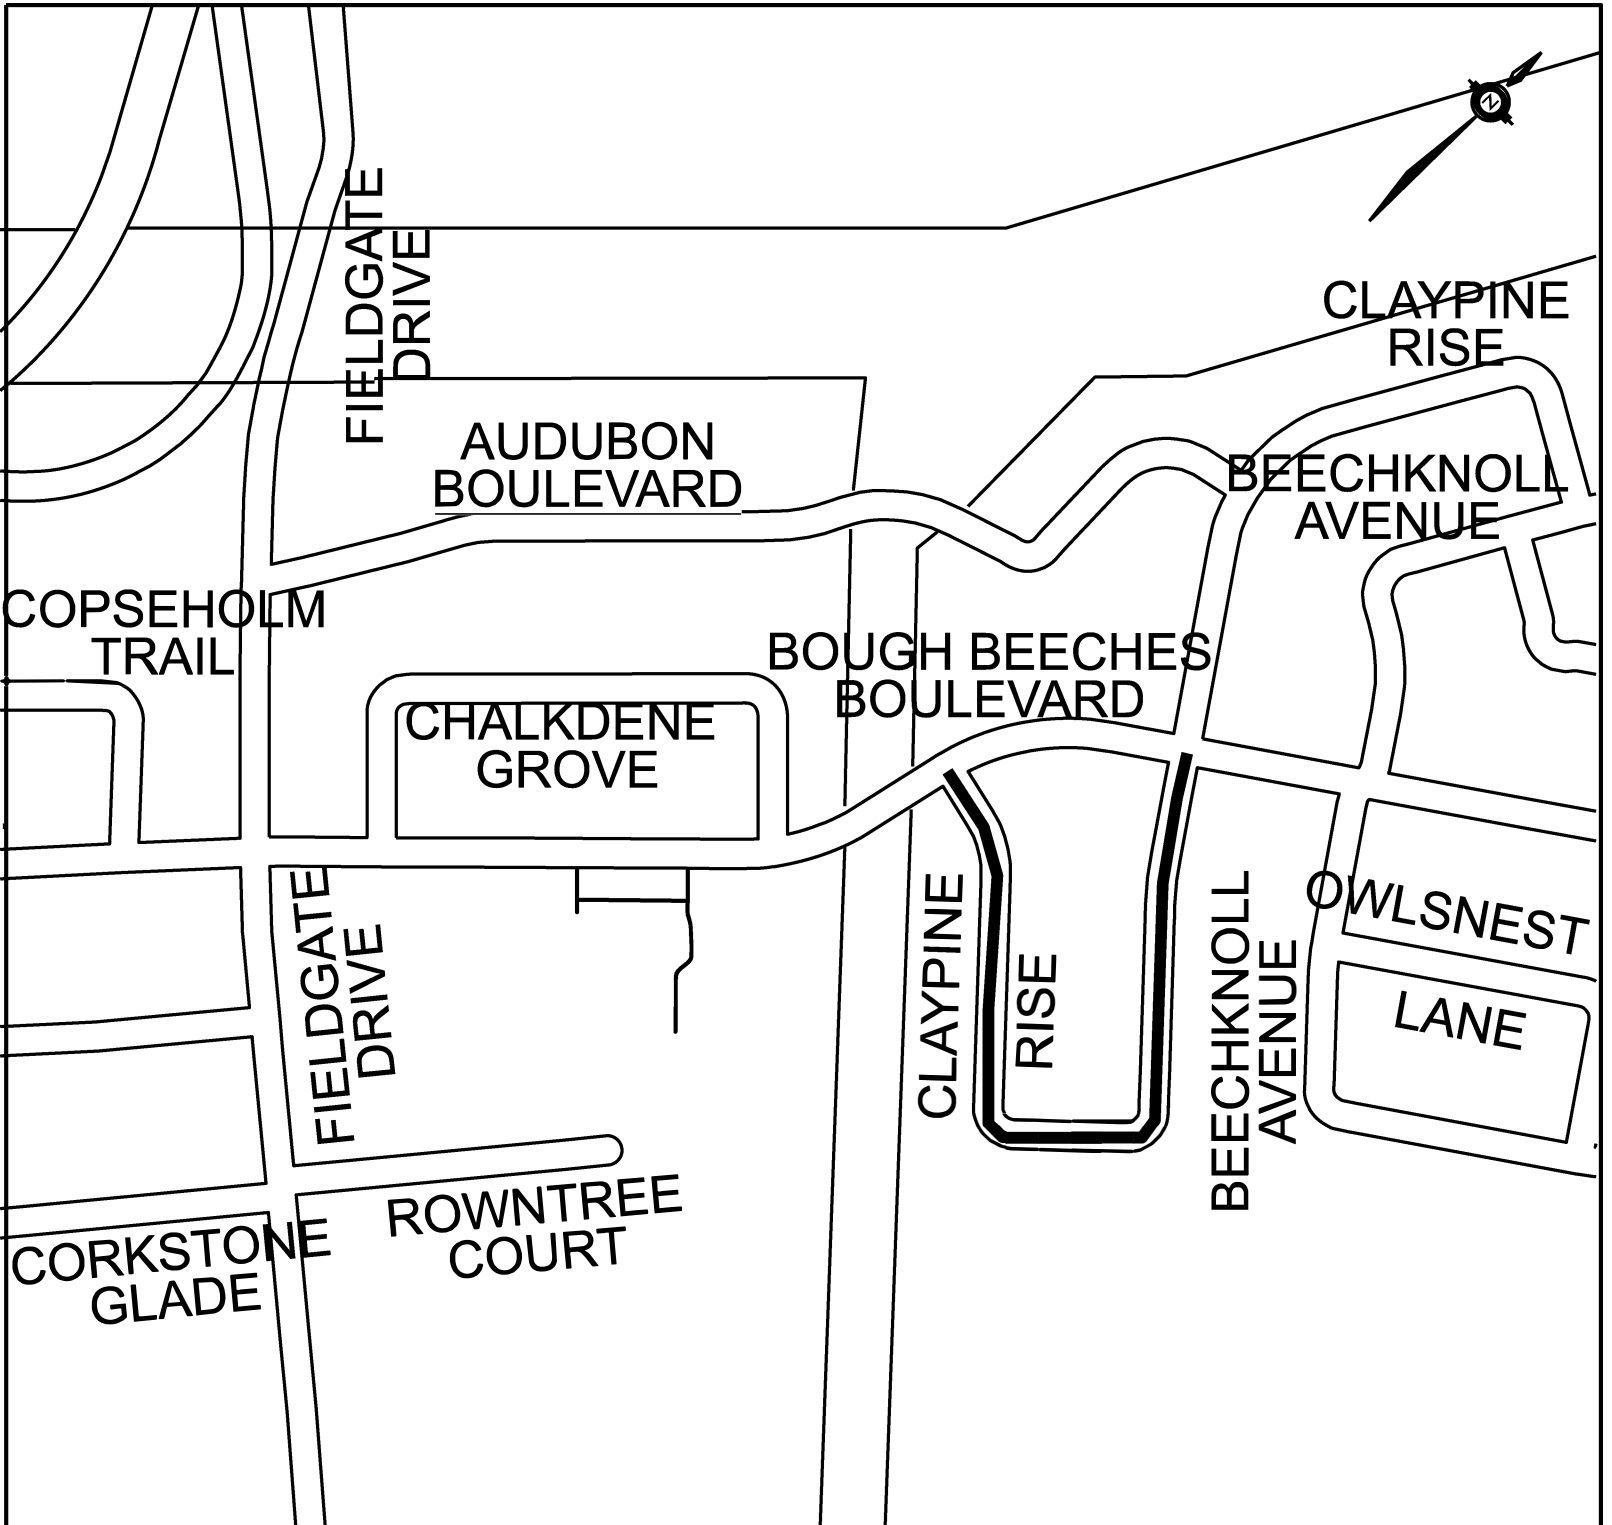 N
CLAYPINE
RISE
FIELDGATE
DRIVE
AUDUBON
BOULEVARD
BEECHKNOLL
AVENUE
COPSEHOLM
TRAIL
BOUGH BEECHES
BOULEVARD
CHALKDENE
GROVE
FIELDGATE
DRIVE
CLAYPINE
RISE
BEECHKNOLL
AVENUE
OWLSNEST
LANE
ROWNTREE
COURT
CORKSTONE
GLADE